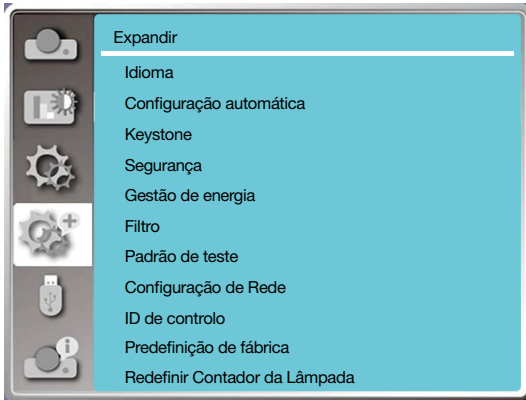 Expandir
Idioma
Configuração automática
Keystone
Segurança
Gestão de energia
Filtro
Padrão de teste
Configuração de Rede
ID de controlo
Predefinição de fábrica
Redefinir Contador da Lâmpada